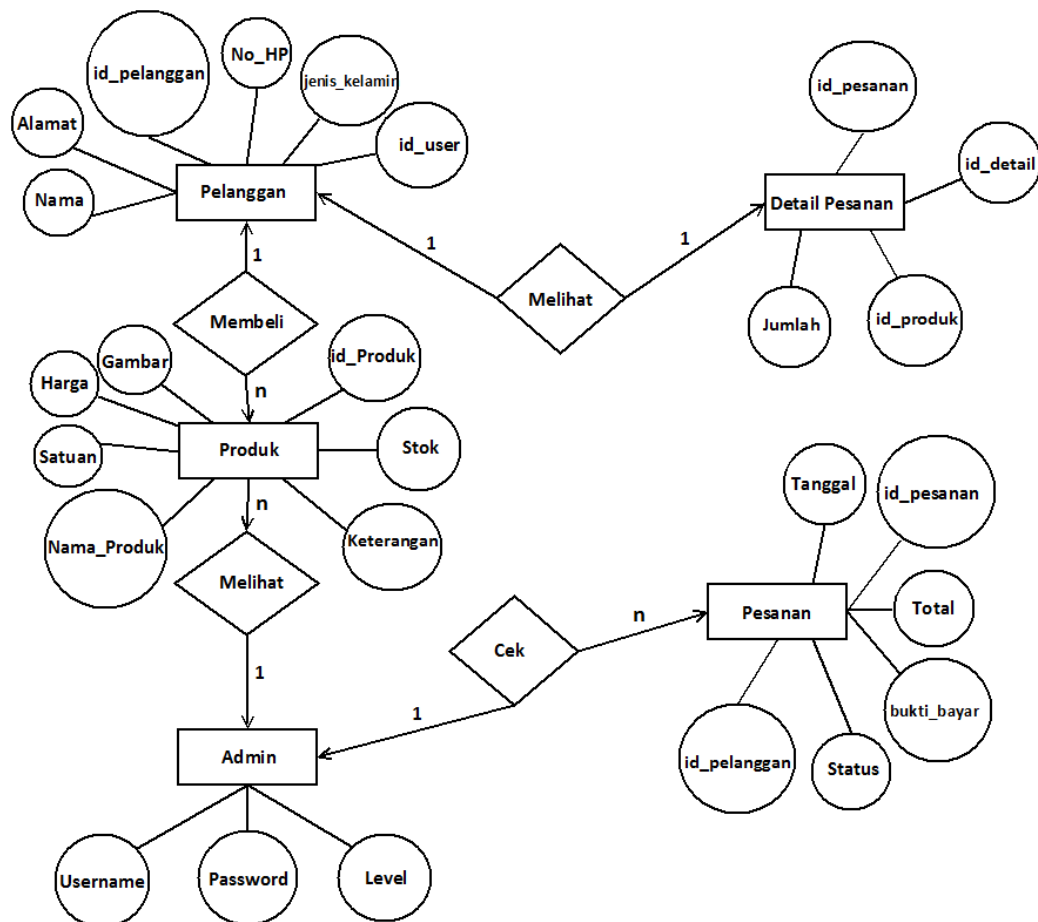 id_pelanggan
No_HP
jenis_kelamin
id_user
Alamat
Nama
Pelanggan
id_pesanan
id_detail
Detail Pesanan
Jumlah
id_produk
1
1
Melihat
1
Membeli
n
Gambar
id_Produk
Harga
Satuan
Produk
Stok
Nama_Produk
Keterangan
n
Melihat
1
Tanggal
id_pesanan
Pesanan
Total
bukti_bayar
id_pelanggan
Status
n
Cek
1
Admin
Username
Password
Level